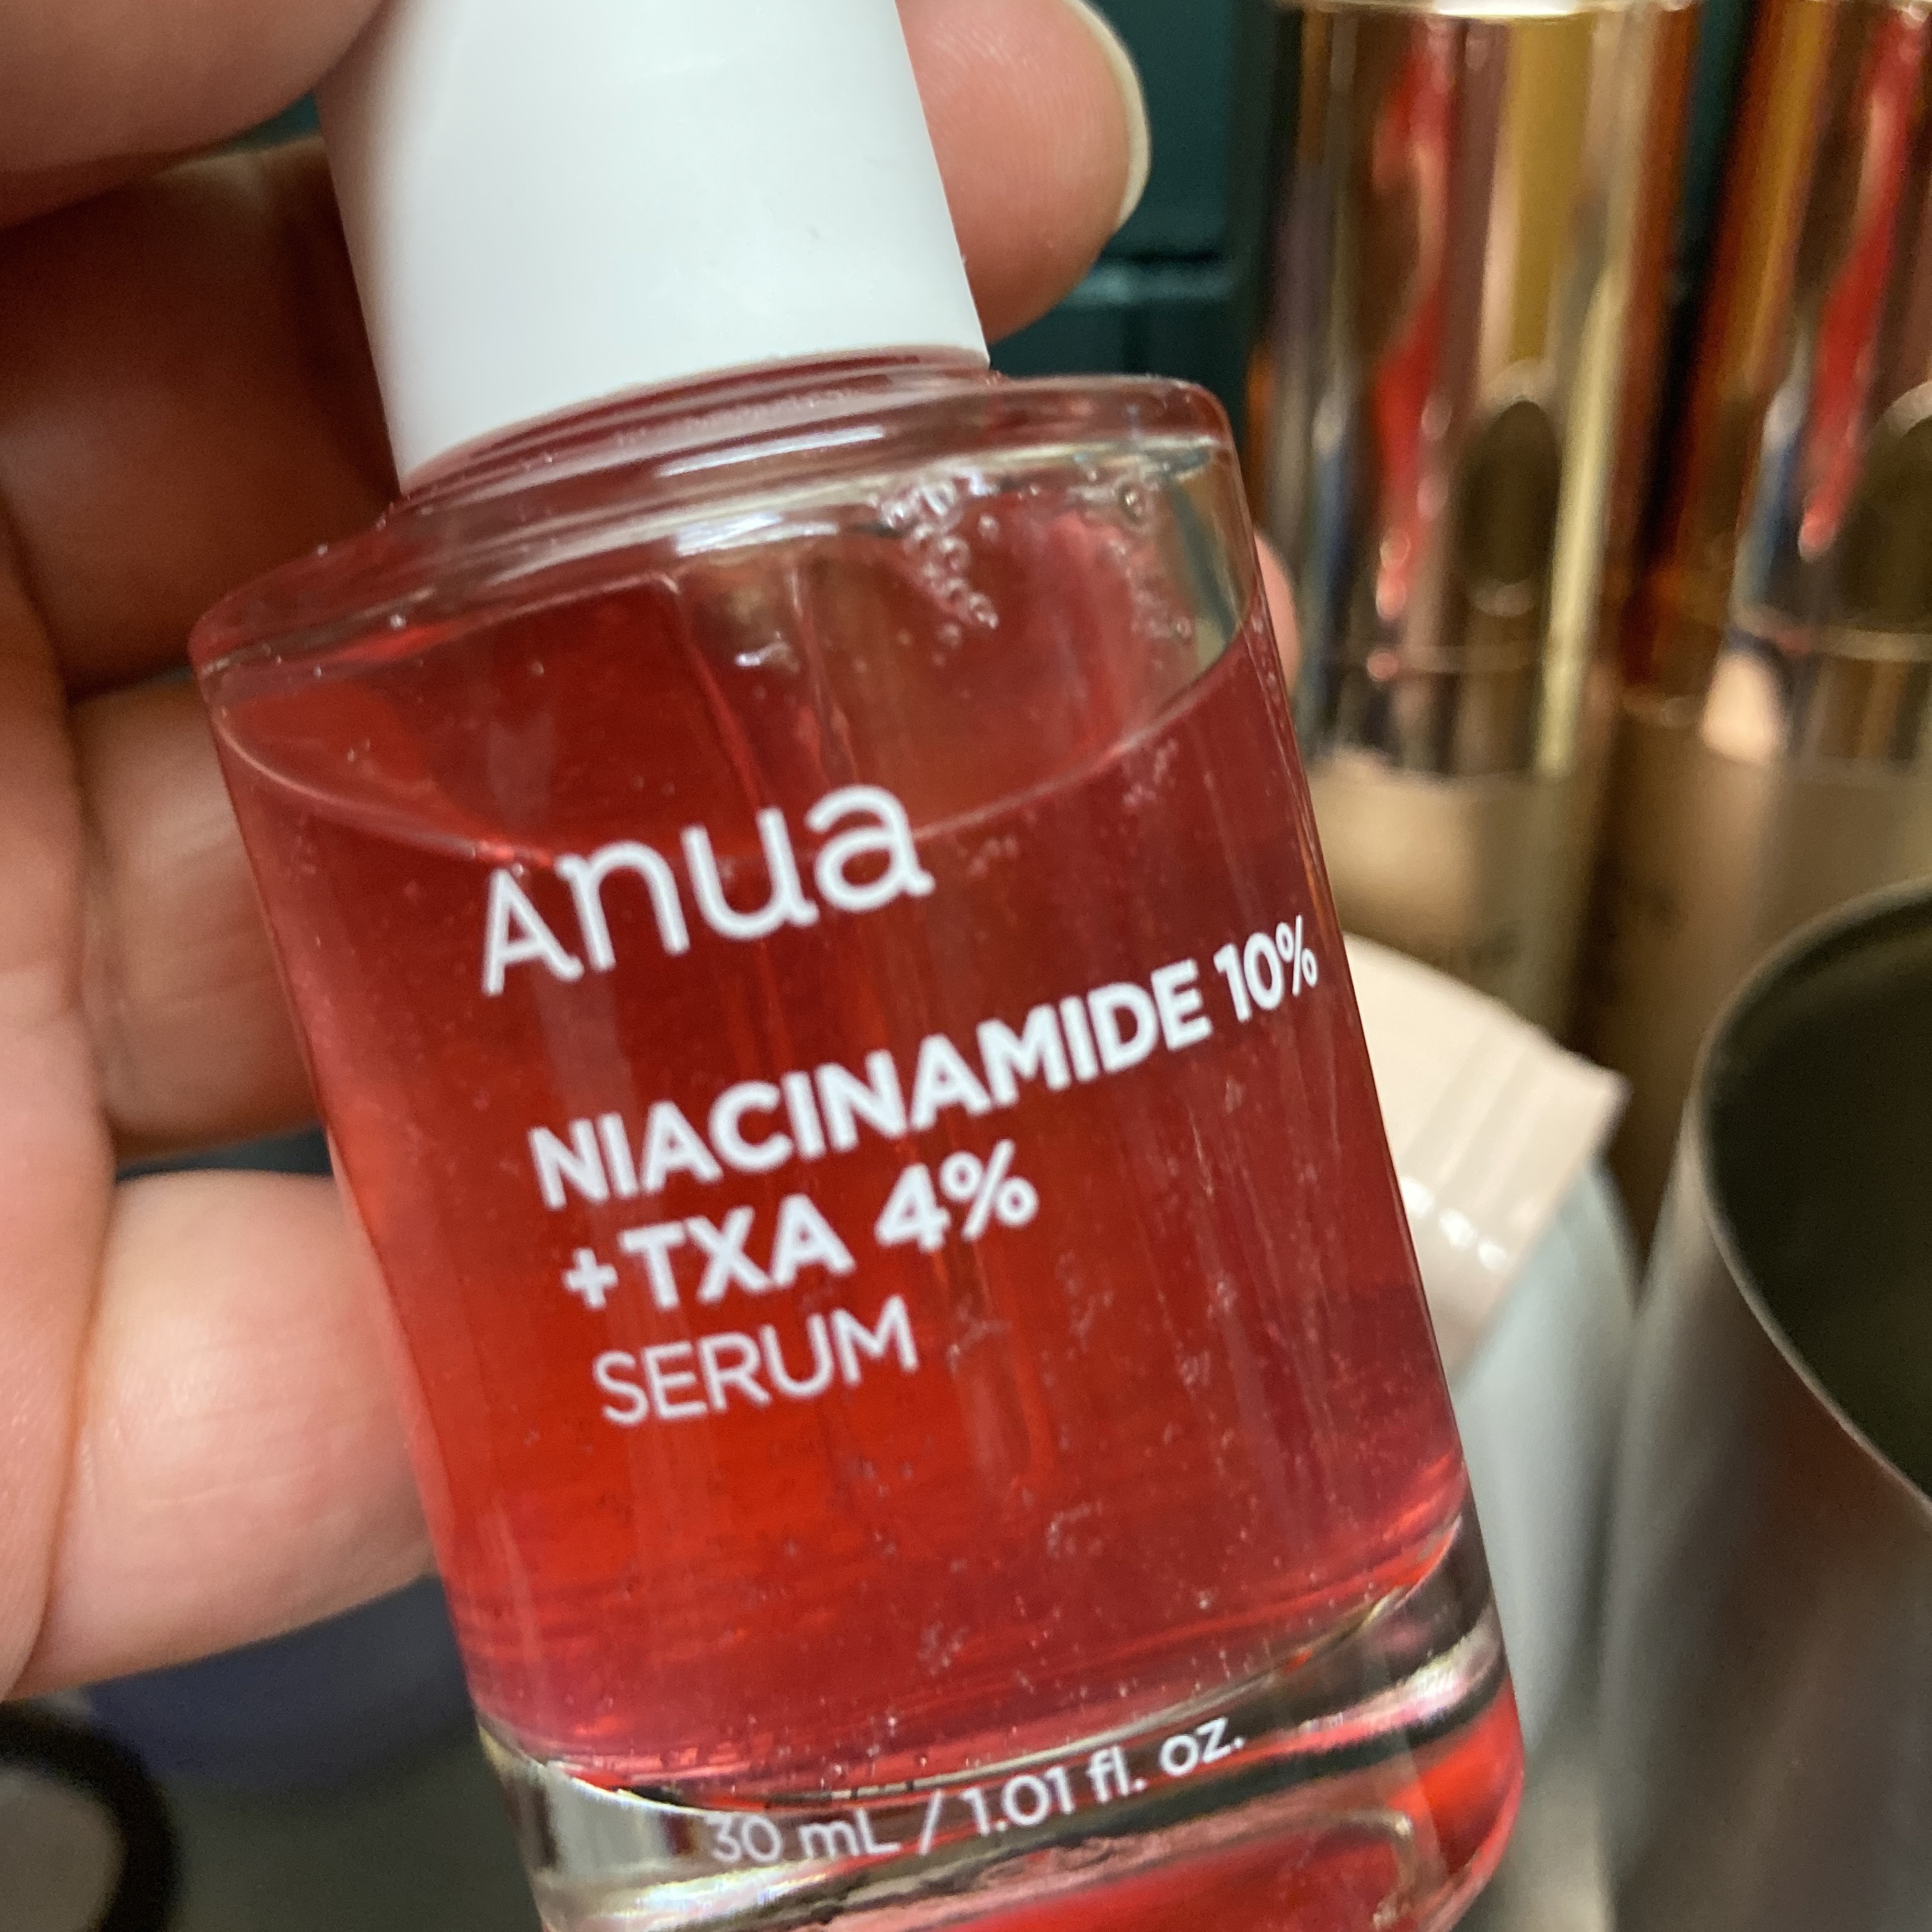 Anua
NIACINAMIDE 10%
+TXA 4%
SERUM
30 mL / 1.01 fl. oz.